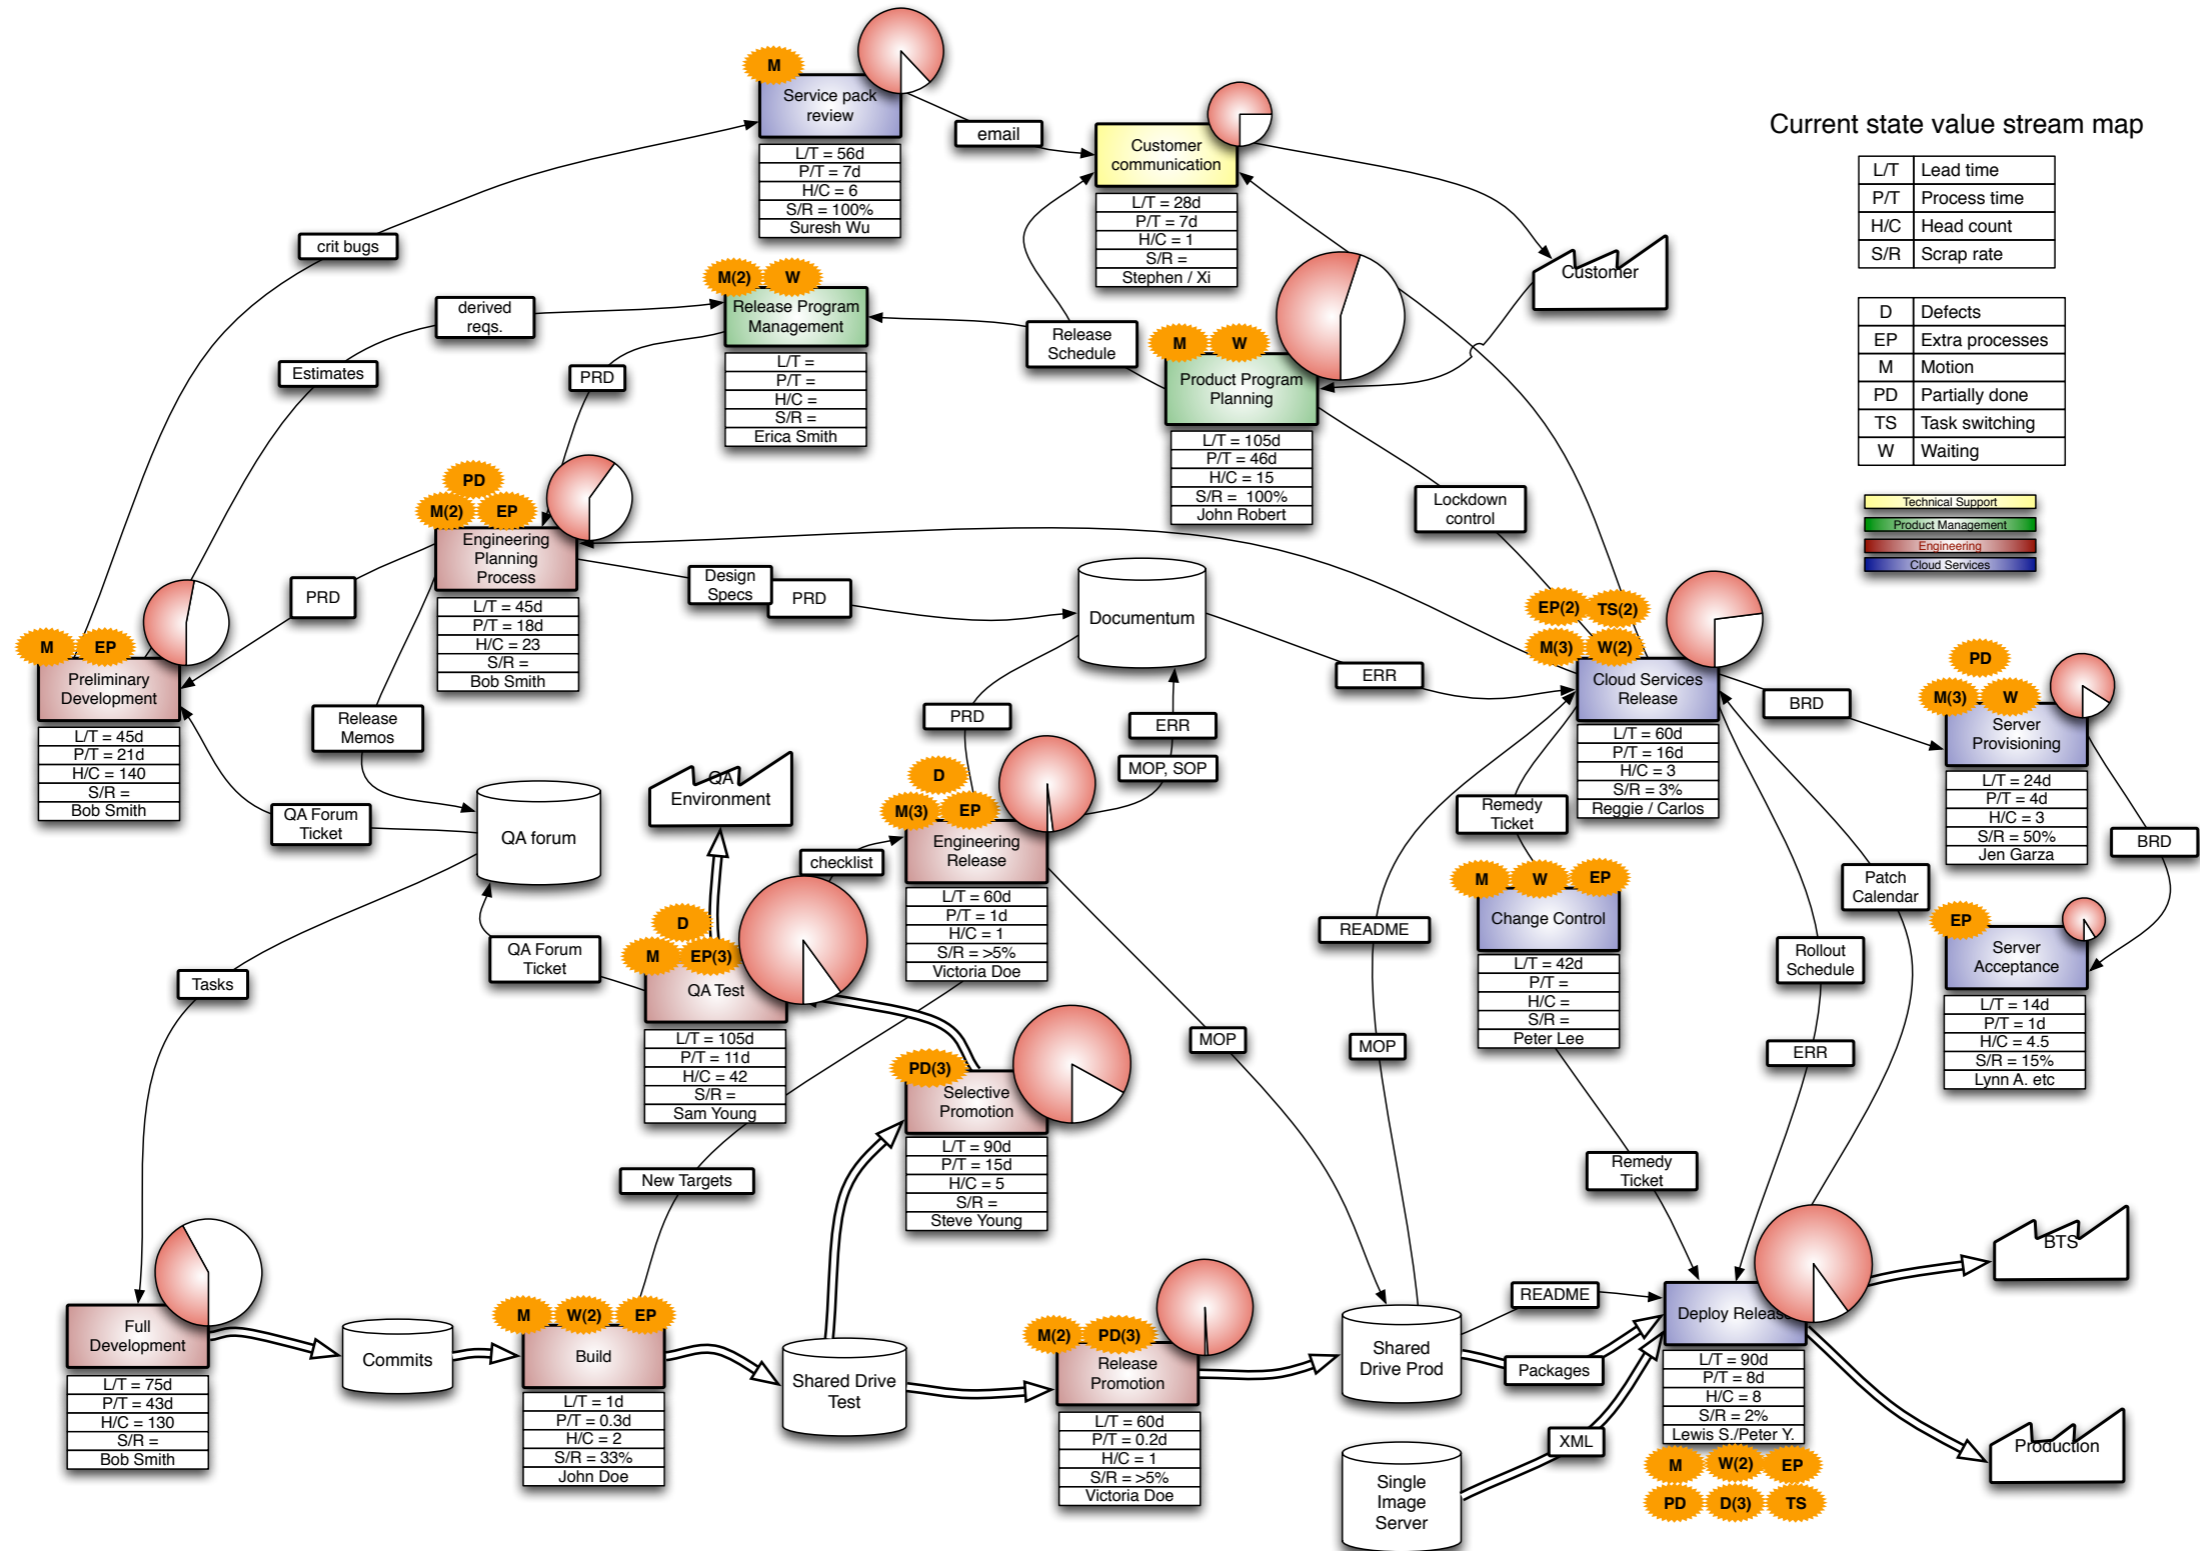 Current state value stream map
L/T Lead time
P/T Process time
H/C Head count
S/R Scrap rate
D Defects
EP Extra processes
M Motion
PD Partially done
TS Task switching
W Waiting
Technical Support
Product Management
Engineering
Cloud Services
M
Service pack
review
L/T = 56d
P/T = 7d
H/C = 6
S/R = 100%
Suresh Wu
email
Customer
communication
L/T = 28d
P/T = 7d
H/C = 1
S/R =
Stephen / Xi
Customer
crit bugs
derived
reqs.
Estimates
M(2) W
Release Program
Management
L/T =
P/T =
H/C =
S/R =
Erica Smith
PRD
Release
Schedule
M W
Product Program
Planning
L/T = 105d
P/T = 46d
H/C = 15
S/R = 100%
John Robert
Lockdown
control
PD
M(2) EP
Engineering
Planning
Process
L/T = 45d
P/T = 18d
H/C = 23
S/R =
Bob Smith
PRD
Design
Specs
PRD
Documentum
ERR
M EP
Preliminary
Development
L/T = 45d
P/T = 21d
H/C = 140
S/R =
Bob Smith
Release
Memos
QA Forum
Ticket
QA forum
QA
Environment
PRD
ERR
MOP, SOP
EP(2) TS(2)
M(3) W(2)
Cloud Services
Release
L/T = 60d
P/T = 16d
H/C = 3
S/R = 3%
Reggie / Carlos
BRD
PD
M(3) W
Server
Provisioning
L/T = 24d
P/T = 4d
H/C = 3
S/R = 50%
Jen Garza
BRD
D
M(3) EP
Engineering
Release
L/T = 60d
P/T = 1d
H/C = 1
S/R = >5%
Victoria Doe
checklist
D
M EP(3)
QA Test
L/T = 105d
P/T = 11d
H/C = 42
S/R =
Sam Young
QA Forum
Ticket
Tasks
Remedy
Ticket
M W EP
Change Control
L/T = 42d
P/T =
H/C =
S/R =
Peter Lee
README
MOP
MOP
Patch
Calendar
Rollout
Schedule
ERR
EP
Server
Acceptance
L/T = 14d
P/T = 1d
H/C = 4.5
S/R = 15%
Lynn A. etc
PD(3)
Selective
Promotion
L/T = 90d
P/T = 15d
H/C = 5
S/R =
Steve Young
New Targets
Remedy
Ticket
Full
Development
L/T = 75d
P/T = 43d
H/C = 130
S/R =
Bob Smith
Commits
M W(2) EP
Build
L/T = 1d
P/T = 0.3d
H/C = 2
S/R = 33%
John Doe
Shared Drive
Test
M(2) PD(3)
Release
Promotion
L/T = 60d
P/T = 0.2d
H/C = 1
S/R = >5%
Victoria Doe
Shared
Drive Prod
README
Packages
XML
Single
Image
Server
Deploy Release
L/T = 90d
P/T = 8d
H/C = 8
S/R = 2%
Lewis S./Peter Y.
M W(2) EP
PD D(3) TS
BTS
Production